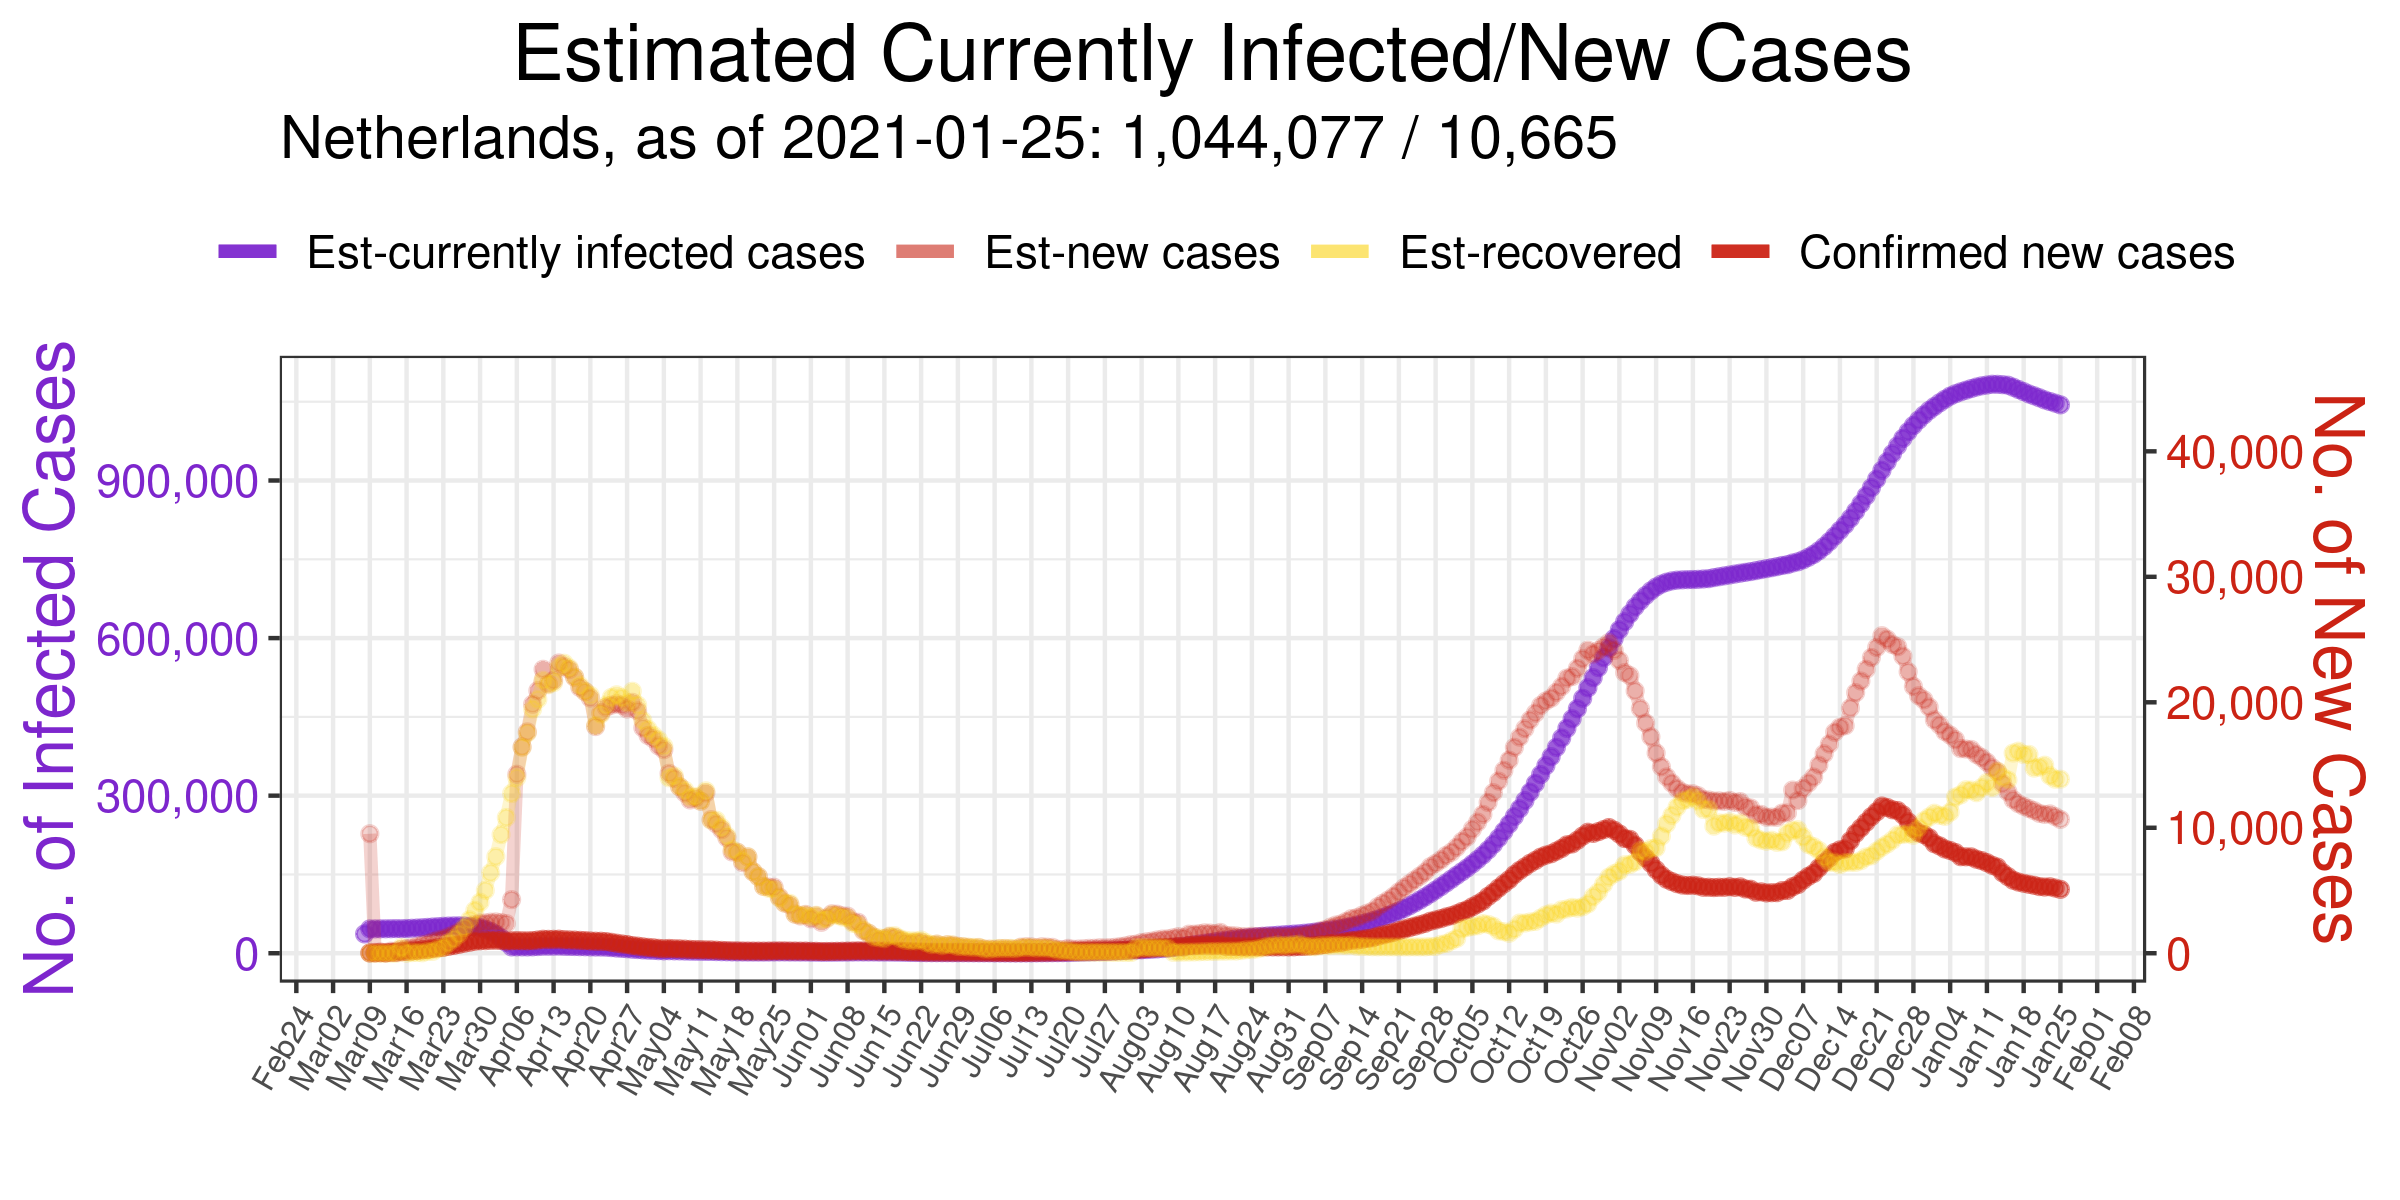 Estimated Currently Infected/New Cases
Netherlands, as of 2021-01-25: 1,044,077 / 10,665
Est-currently infected cases Est-new cases Est-recovered Confirmed new cases
No. of Infected Cases
900,000
600,000
300,000
0
40,000
30,000
20,000
10,000
0
No. of New Cases
Feb24 Mar02 Mar09 Mar16 Mar23 Mar30 Apr06 Apr13 Apr20 Apr27 May04 May11 May18 May25 Jun01 Jun08 Jun15 Jun22 Jun29 Jul06 Jul13 Jul20 Jul27 Aug03 Aug10 Aug17 Aug24 Aug31 Sep07 Sep14 Sep21 Sep28 Oct05 Oct12 Oct19 Oct26 Nov02 Nov09 Nov16 Nov23 Nov30 Dec07 Dec14 Dec21 Dec28 Jan04 Jan11 Jan18 Jan25 Feb01 Feb08